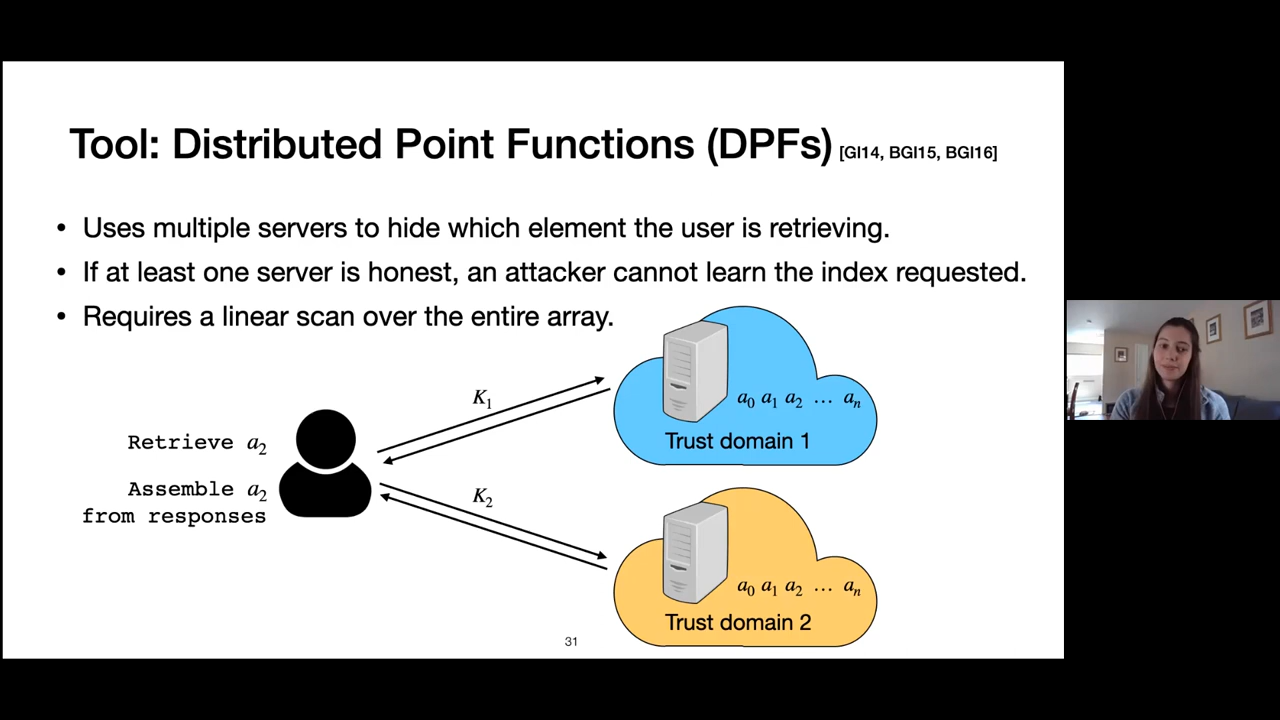 Tool: Distributed Point Functions (DPFs) [GI14, BGI15, BGI16]
• Uses multiple servers to hide which element the user is retrieving.
• If at least one server is honest, an attacker cannot learn the index requested.
• Requires a linear scan over the entire array.
K₁
a₀ a₁ a₂ … aₙ
Trust domain 1
Retrieve a₂
Assemble a₂
from responses
K₂
a₀ a₁ a₂ … aₙ
Trust domain 2
31